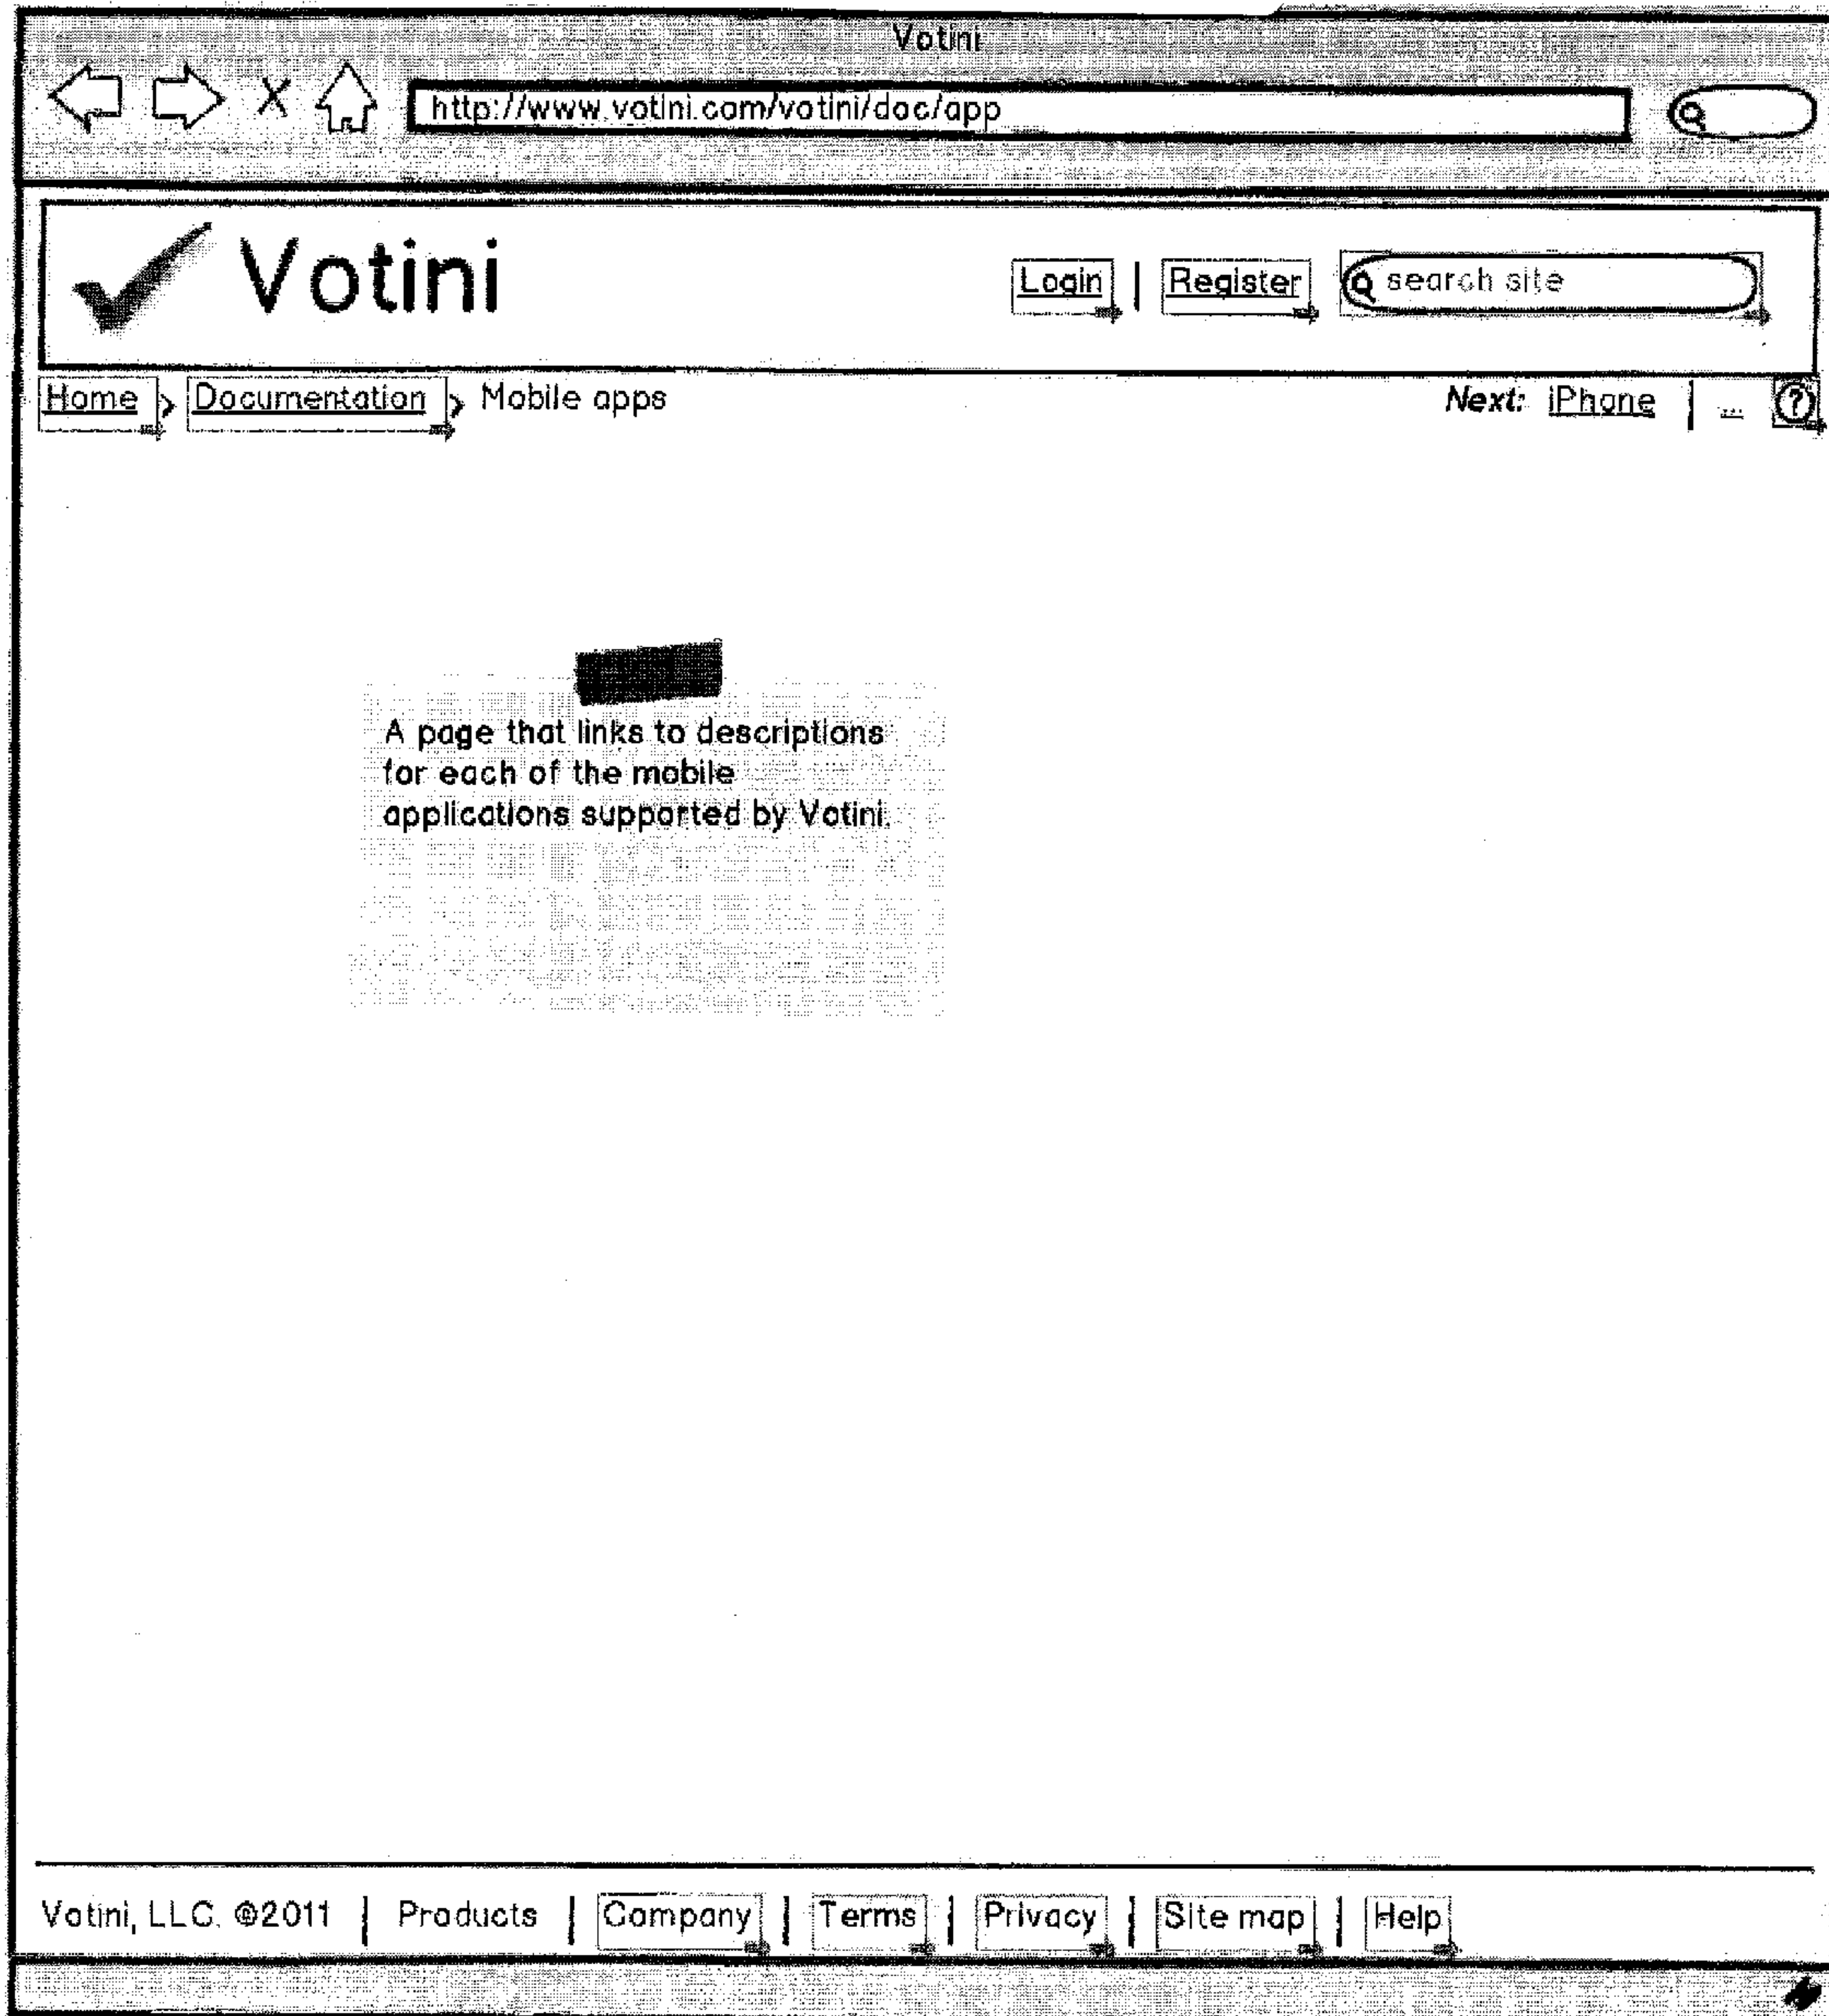 Votini
http://www.votini.com/votini/doc/app
Votini
Login | Register search site
Home > Documentation > Mobile apps Next: iPhone | ...
A page that links to descriptions
for each of the mobile
applications supported by Votini.
Votini, LLC. ©2011 | Products | Company | Terms | Privacy | Site map | Help